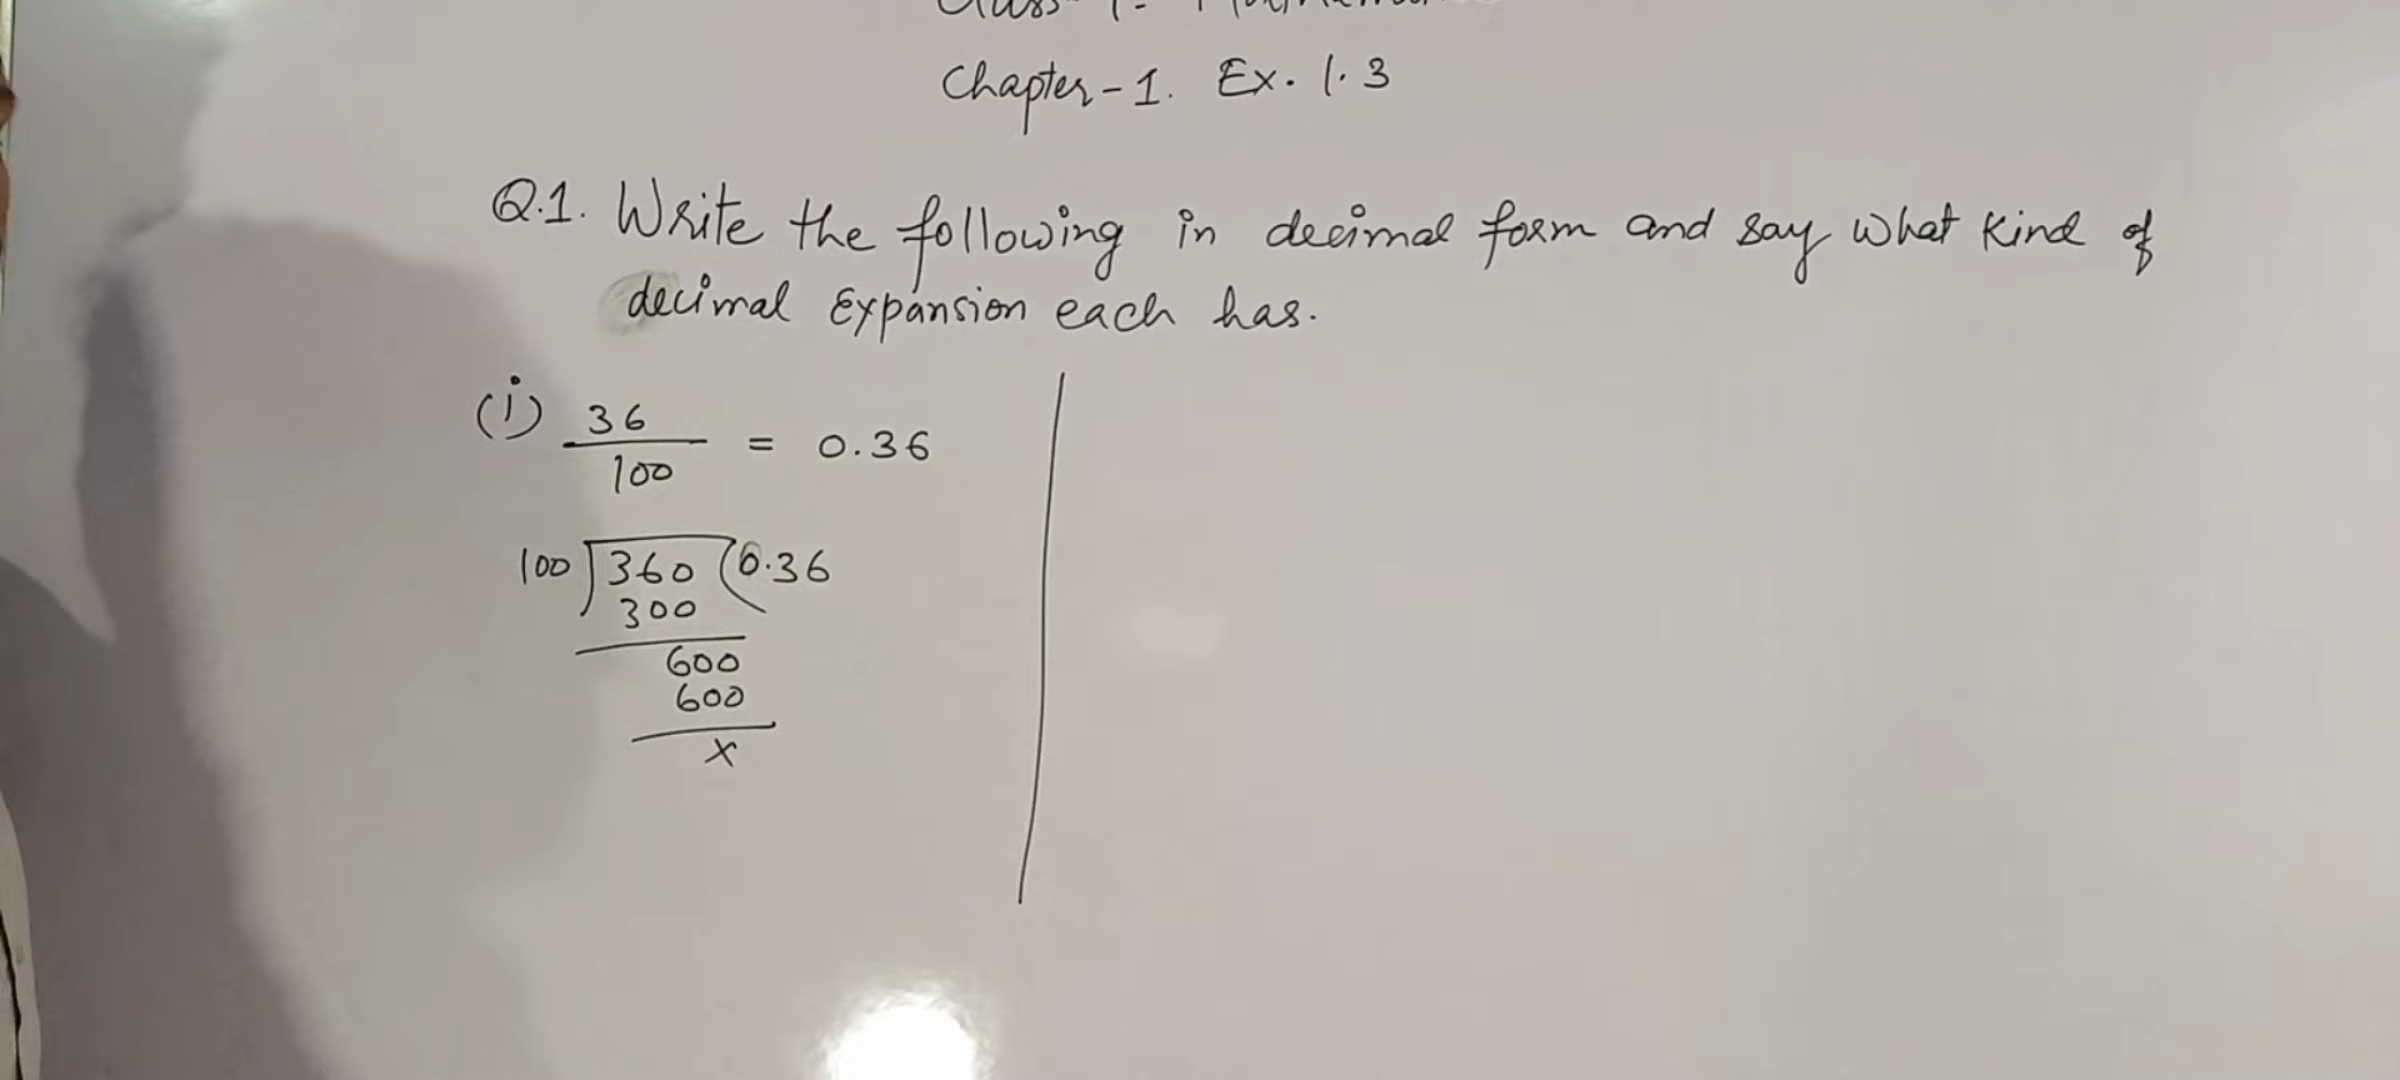 Chapter-1. Ex. 1.3
Q.1. Write the following in decimal form and say what kind of
decimal Expansion each has.
(i) 36
100
= 0.36
100 360 0.36
300
600
600
x